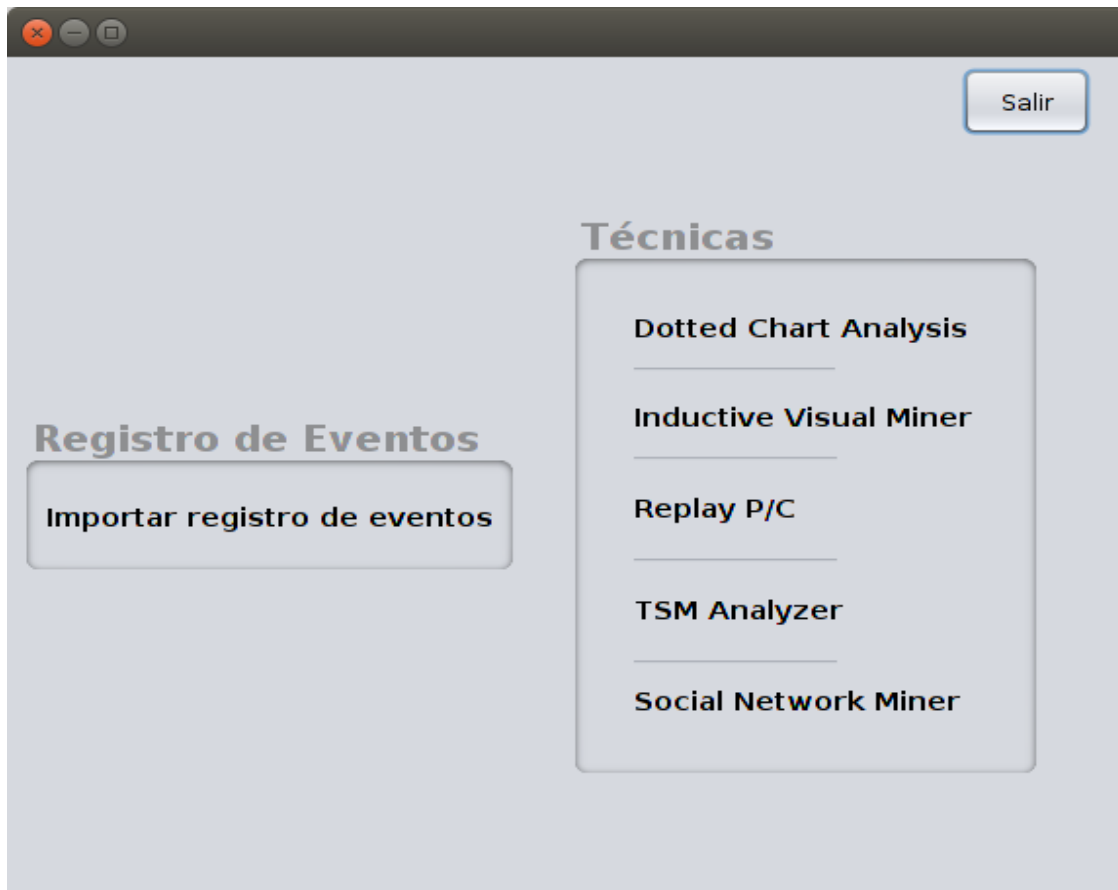 Salir
Técnicas
Dotted Chart Analysis
Inductive Visual Miner
Registro de Eventos
Replay P/C
Importar registro de eventos
TSM Analyzer
Social Network Miner